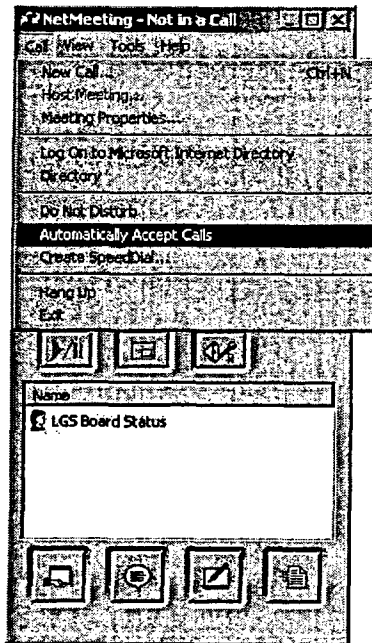 NetMeeting - Not in a Call
Call View Tools Help
New Call... Ctrl+N
Host Meeting...
Meeting Properties...
Log On to Microsoft Internet Directory
Directory
Do Not Disturb
Automatically Accept Calls
Create SpeedDial...
Hang Up
Exit
Name
LGS Board Status